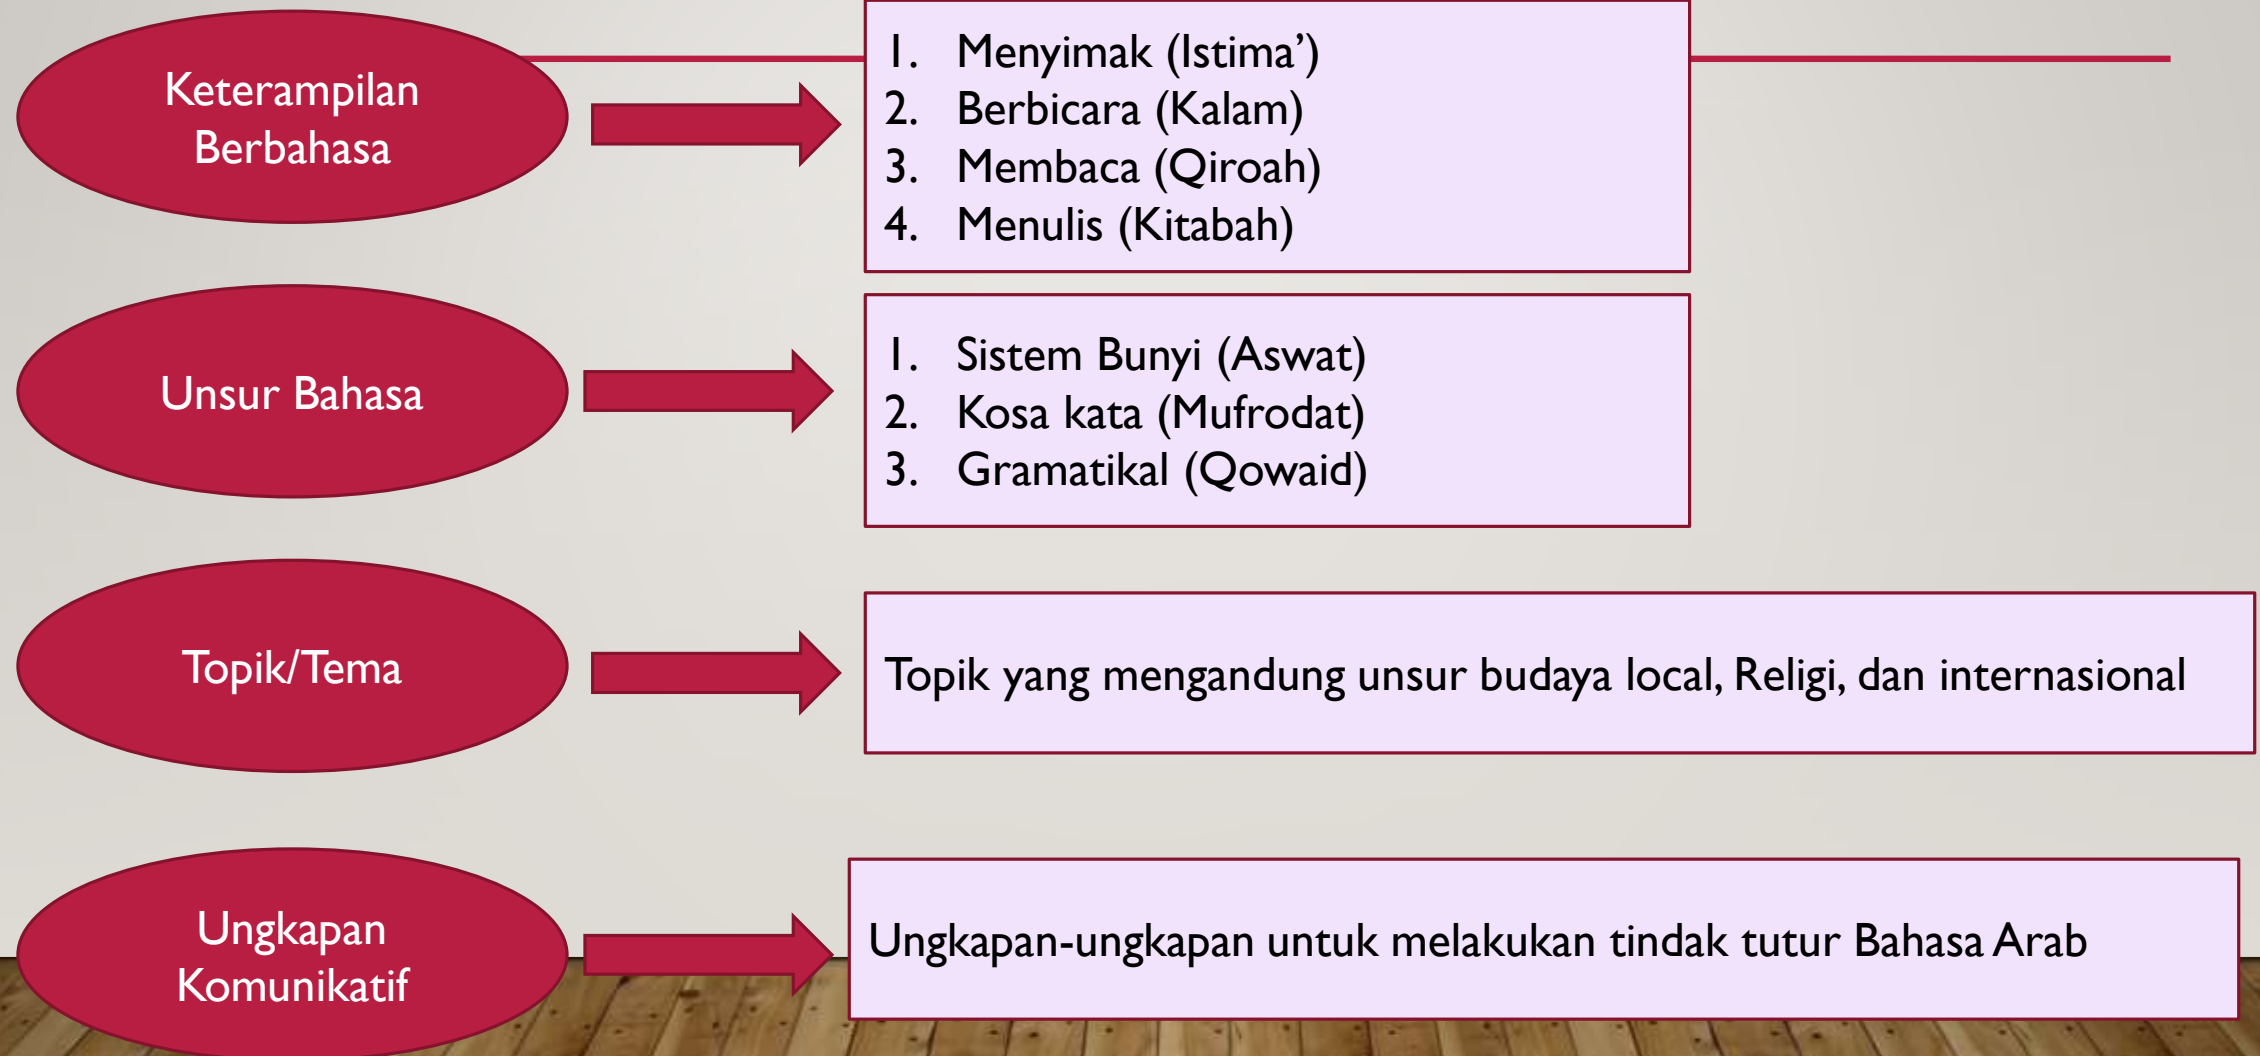 Keterampilan
Berbahasa
1. Menyimak (Istima’)
2. Berbicara (Kalam)
3. Membaca (Qiroah)
4. Menulis (Kitabah)
Unsur Bahasa
1. Sistem Bunyi (Aswat)
2. Kosa kata (Mufrodat)
3. Gramatikal (Qowaid)
Topik/Tema
Topik yang mengandung unsur budaya local, Religi, dan internasional
Ungkapan
Komunikatif
Ungkapan-ungkapan untuk melakukan tindak tutur Bahasa Arab